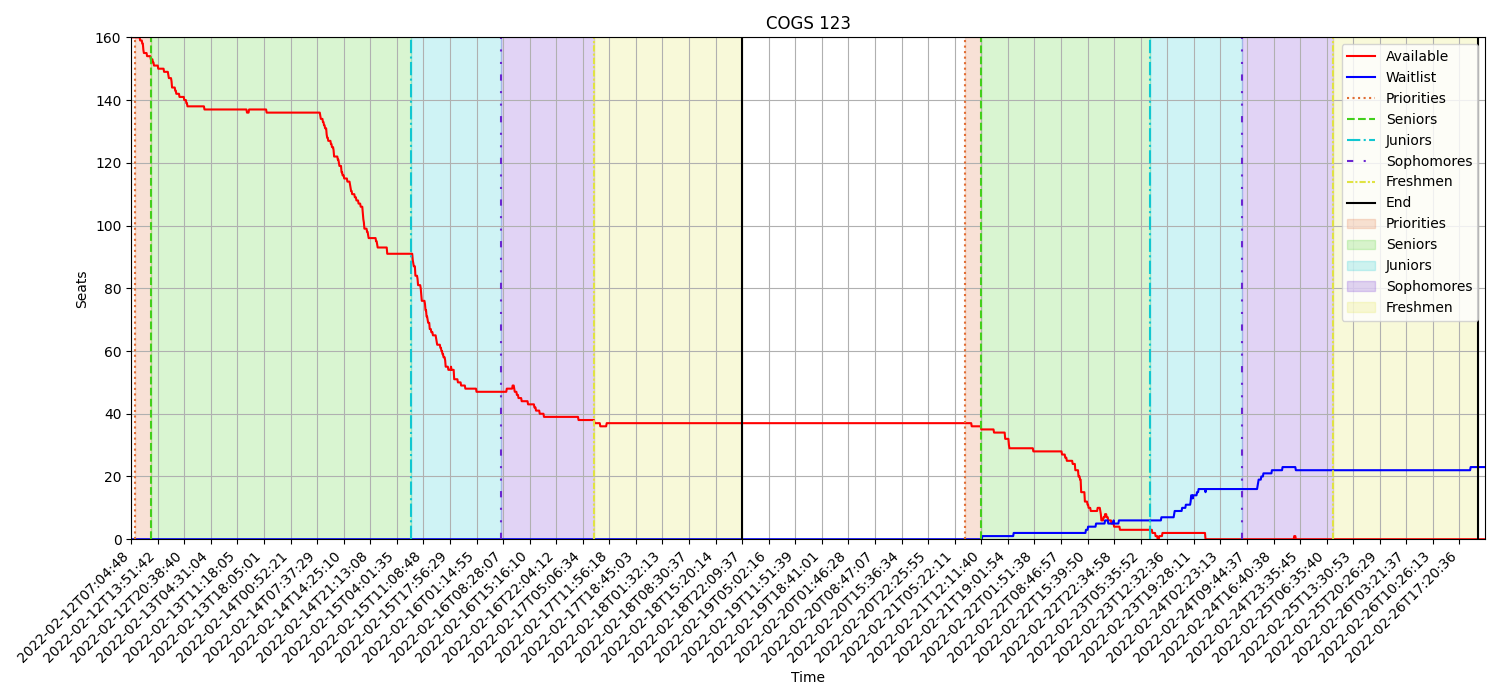 COGS 123
160
140
120
100
80
60
40
20
0
Seats
Available
Waitlist
Priorities
Seniors
Juniors
Sophomores
Freshmen
End
Priorities
Seniors
Juniors
Sophomores
Freshmen
2022-02-12T07:04:48
2022-02-12T13:51:42
2022-02-12T20:38:40
2022-02-13T04:31:04
2022-02-13T11:18:05
2022-02-13T18:05:01
2022-02-14T00:52:21
2022-02-14T07:37:29
2022-02-14T14:25:10
2022-02-14T21:13:08
2022-02-15T04:01:35
2022-02-15T11:08:48
2022-02-15T17:56:29
2022-02-16T01:14:55
2022-02-16T08:28:07
2022-02-16T15:16:10
2022-02-16T22:04:12
2022-02-17T05:06:34
2022-02-17T11:56:18
2022-02-17T18:45:03
2022-02-18T01:32:13
2022-02-18T08:30:37
2022-02-18T15:20:14
2022-02-18T22:09:37
2022-02-19T05:02:16
2022-02-19T11:51:39
2022-02-19T18:41:01
2022-02-20T01:46:28
2022-02-20T08:47:07
2022-02-20T15:36:34
2022-02-20T22:25:55
2022-02-21T05:22:11
2022-02-21T12:11:40
2022-02-21T19:01:54
2022-02-22T01:51:38
2022-02-22T08:46:57
2022-02-22T15:39:50
2022-02-22T22:34:58
2022-02-23T05:35:52
2022-02-23T12:32:36
2022-02-23T19:28:11
2022-02-24T02:23:13
2022-02-24T09:44:37
2022-02-24T16:40:38
2022-02-24T23:35:45
2022-02-25T06:35:40
2022-02-25T13:30:53
2022-02-25T20:26:29
2022-02-26T03:21:37
2022-02-26T10:26:13
2022-02-26T17:20:36
Time